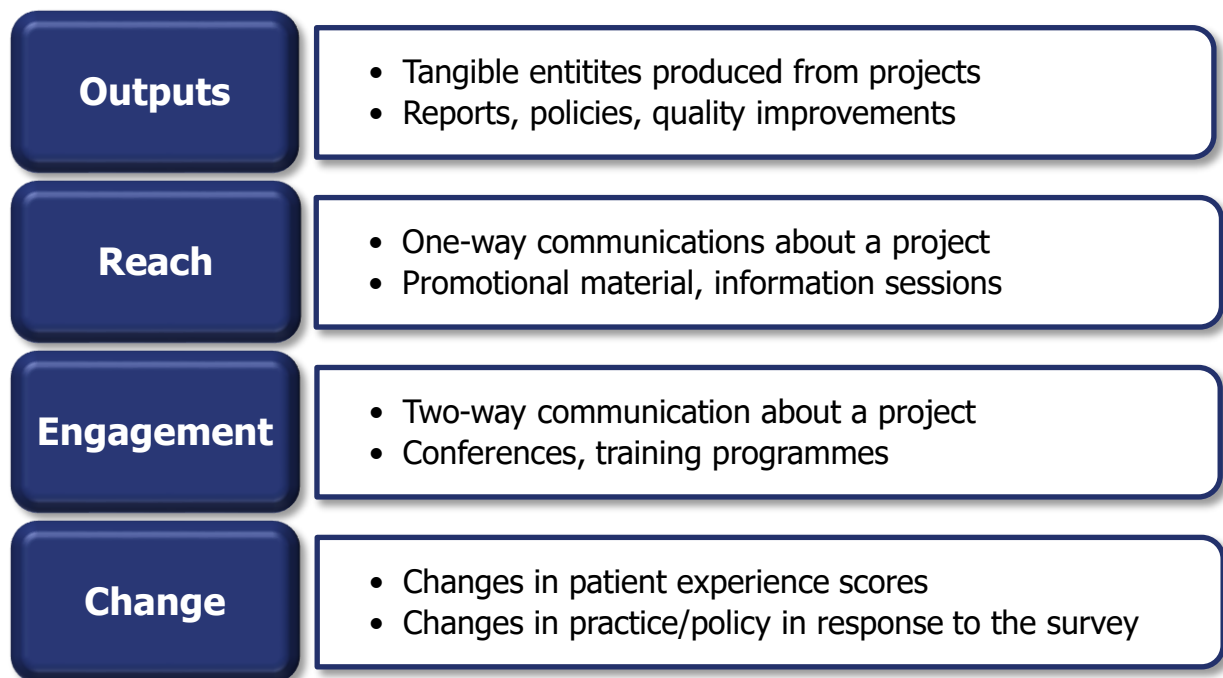 Outputs
• Tangible entitites produced from projects
• Reports, policies, quality improvements
Reach
• One-way communications about a project
• Promotional material, information sessions
Engagement
• Two-way communication about a project
• Conferences, training programmes
Change
• Changes in patient experience scores
• Changes in practice/policy in response to the survey